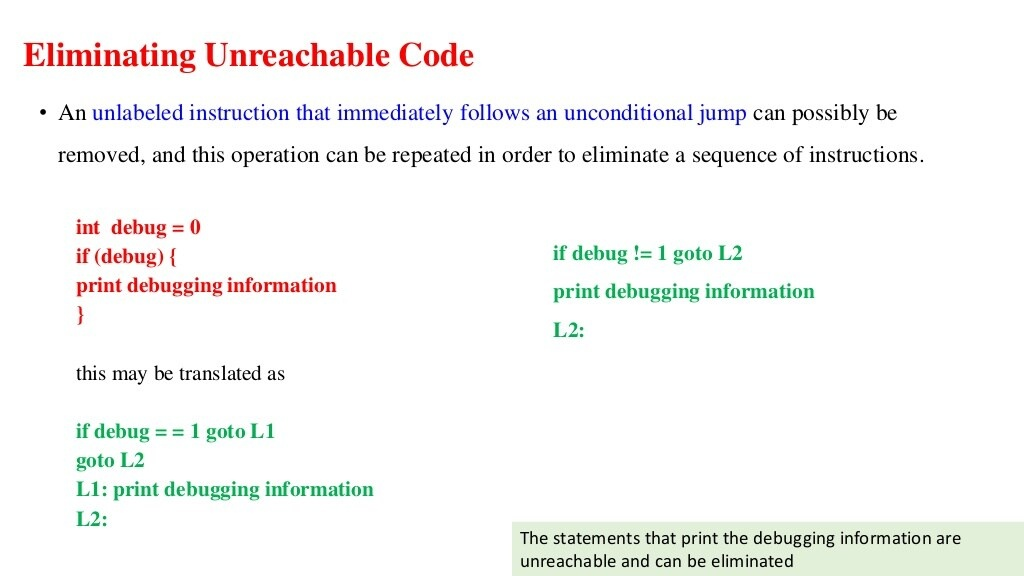 Eliminating Unreachable Code
• An unlabeled instruction that immediately follows an unconditional jump can possibly be
removed, and this operation can be repeated in order to eliminate a sequence of instructions.
int debug = 0
if (debug) {
print debugging information
}
this may be translated as
if debug = = 1 goto L1
goto L2
L1: print debugging information
L2:
if debug != 1 goto L2
print debugging information
L2:
The statements that print the debugging information are
unreachable and can be eliminated